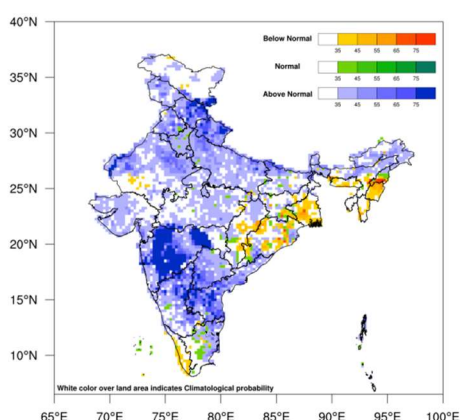 40°N
Below Normal
35 45 55 65 75
Normal
35 45 55 65 75
Above Normal
35 45 55 65 75
35°N
30°N
25°N
20°N
15°N
10°N
White color over land area indicates Climatological probability
65°E 70°E 75°E 80°E 85°E 90°E 95°E 100°E